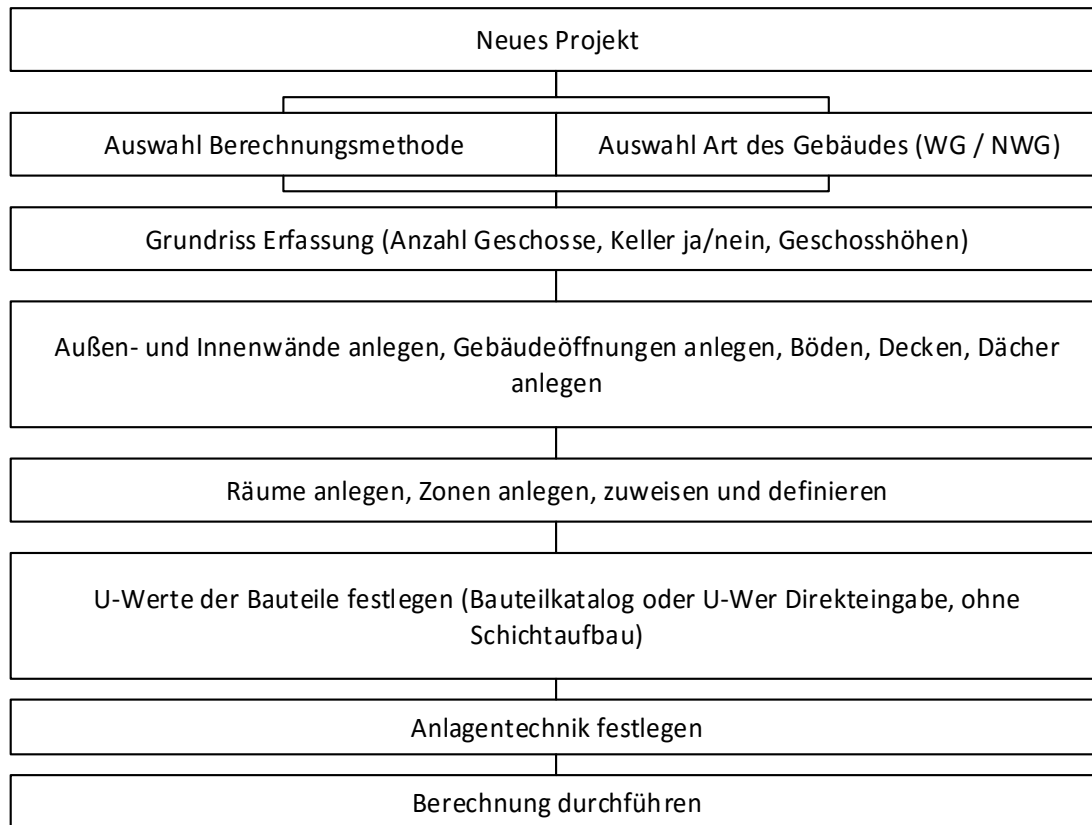 Neues Projekt
Auswahl Berechnungsmethode
Auswahl Art des Gebäudes (WG / NWG)
Grundriss Erfassung (Anzahl Geschosse, Keller ja/nein, Geschosshöhen)
Außen- und Innenwände anlegen, Gebäudeöffnungen anlegen, Böden, Decken, Dächer
anlegen
Räume anlegen, Zonen anlegen, zuweisen und definieren
U-Werte der Bauteile festlegen (Bauteilkatalog oder U-Wer Direkteingabe, ohne
Schichtaufbau)
Anlagentechnik festlegen
Berechnung durchführen